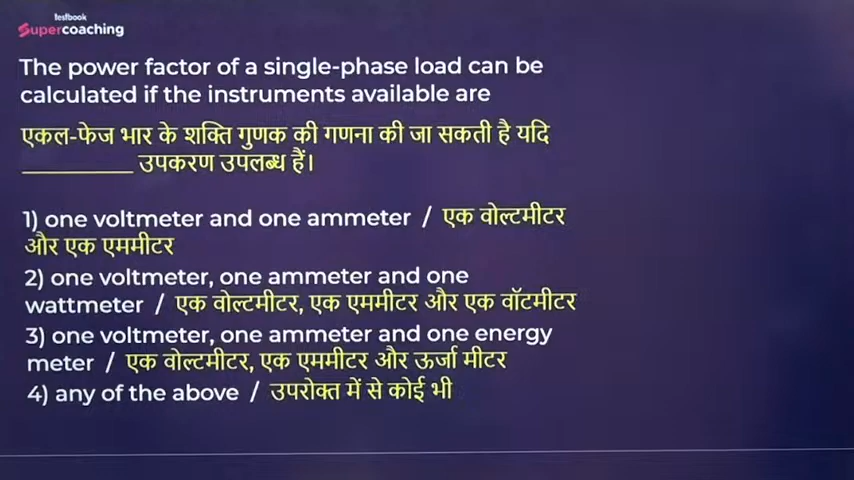 testbook
Supercoaching
The power factor of a single-phase load can be
calculated if the instruments available are
एकल-फेज भार के शक्ति गुणक की गणना की जा सकती है यदि
__________ उपकरण उपलब्ध हैं।
1) one voltmeter and one ammeter / एक वोल्टमीटर
और एक एममीटर
2) one voltmeter, one ammeter and one
wattmeter / एक वोल्टमीटर, एक एममीटर और एक वॉटमीटर
3) one voltmeter, one ammeter and one energy
meter / एक वोल्टमीटर, एक एममीटर और ऊर्जा मीटर
4) any of the above / उपरोक्त में से कोई भी